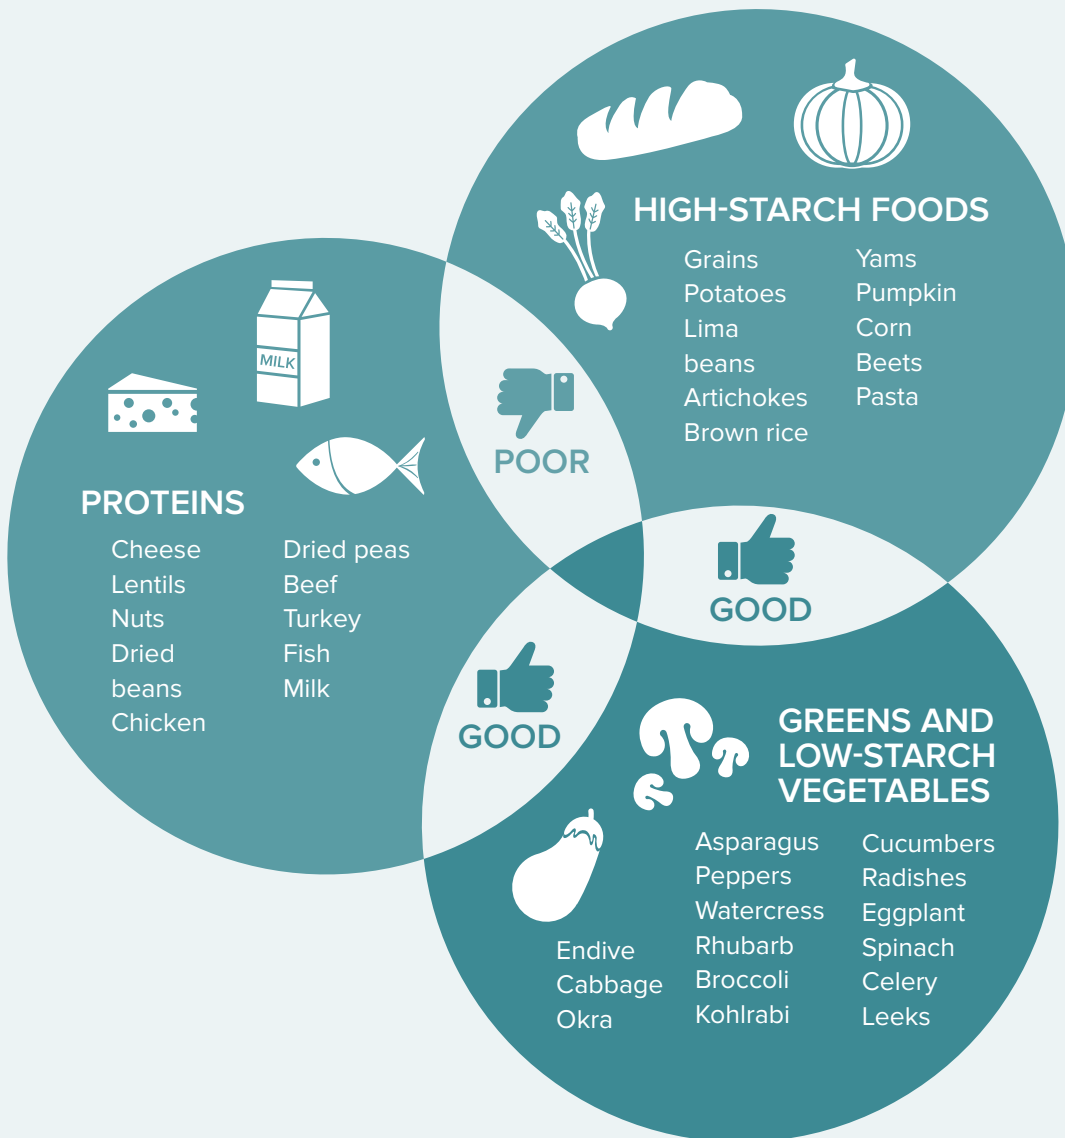 HIGH-STARCH FOODS
Grains
Potatoes
Lima
beans
Artichokes
Brown rice
Yams
Pumpkin
Corn
Beets
Pasta
MILK
POOR
PROTEINS
Cheese
Lentils
Nuts
Dried
beans
Chicken
Dried peas
Beef
Turkey
Fish
Milk
GOOD
GOOD
GREENS AND
LOW-STARCH
VEGETABLES
Endive
Cabbage
Okra
Asparagus
Peppers
Watercress
Rhubarb
Broccoli
Kohlrabi
Cucumbers
Radishes
Eggplant
Spinach
Celery
Leeks